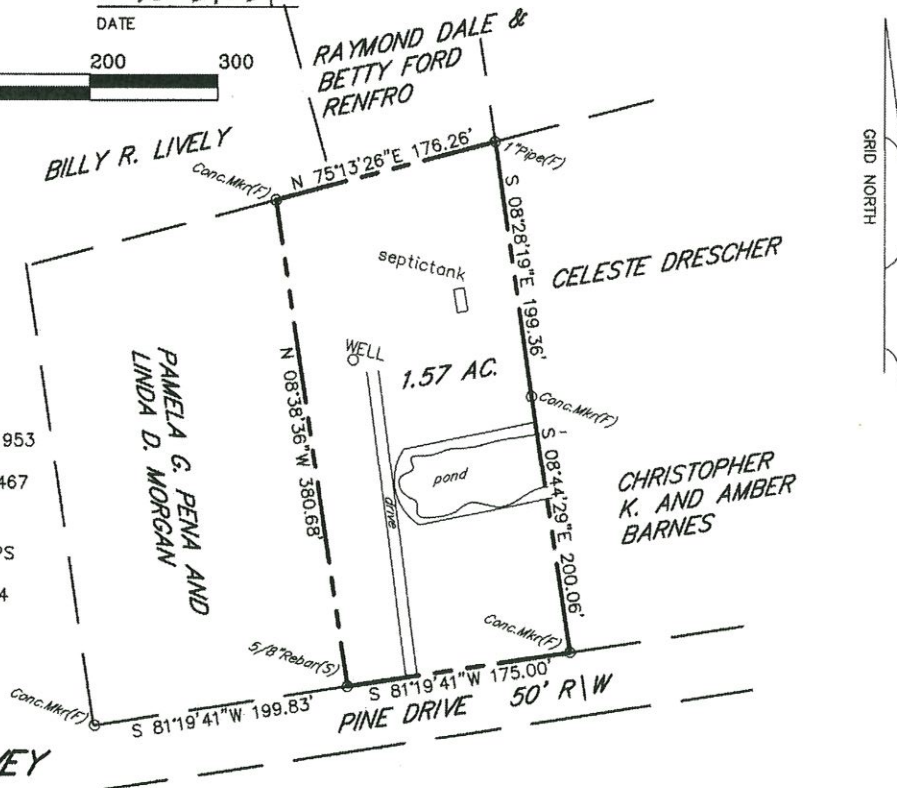 DATE
200 300
RAYMOND DALE &
BETTY FORD
RENFRO
BILLY R. LIVELY
GRID NORTH
Conc.Mkr(F)
N 75°13'26"E 176.26'
1"Pipe(F)
S 08°28'19"E 199.36'
CELESTE DRESCHER
septictank
WELL
1.57 AC.
N 08°38'36"W 380.68'
PAMELA G. PENA AND
LINDA D. MORGAN
Conc.Mkr(F)
953
467
PS
4
pond
drive
S 08°44'29"E 200.06'
CHRISTOPHER
K. AND AMBER
BARNES
Conc.Mkr(F)
5/8"Rebar(S)
S 81°19'41"W 175.00'
Conc.Mkr(F)
S 81°19'41"W 199.83'
PINE DRIVE 50' R\W
VEY